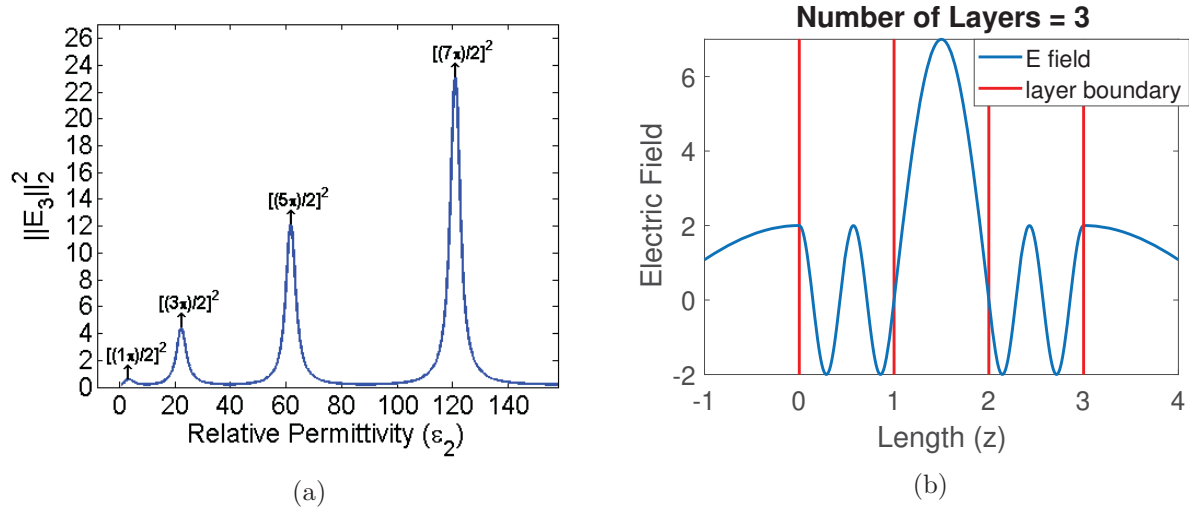 26
24
22
20
18
16
14
12
10
8
6
4
2
0
||E₃||₂²
[(1π)/2]²
[(3π)/2]²
[(5π)/2]²
[(7π)/2]²
0 20 40 60 80 100 120 140
Relative Permittivity (ε₂)
(a)
Number of Layers = 3
E field
layer boundary
6
4
2
0
-2
Electric Field
-1 0 1 2 3 4
Length (z)
(b)